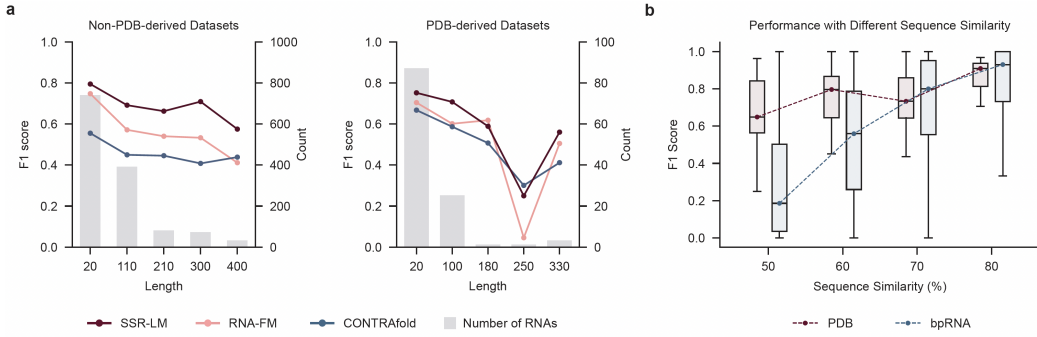 a
Non-PDB-derived Datasets
1.0
0.8
0.6
0.4
0.2
0.0
F1 score
1000
800
600
400
200
0
Count
20 110 210 300 400
Length
PDB-derived Datasets
1.0
0.8
0.6
0.4
0.2
0.0
F1 score
100
80
60
40
20
0
Count
20 100 180 250 330
Length
SSR-LM RNA-FM CONTRAfold Number of RNAs
b
Performance with Different Sequence Similarity
1.0
0.8
0.6
0.4
0.2
0.0
F1 Score
50 60 70 80
Sequence Similarity (%)
PDB bpRNA